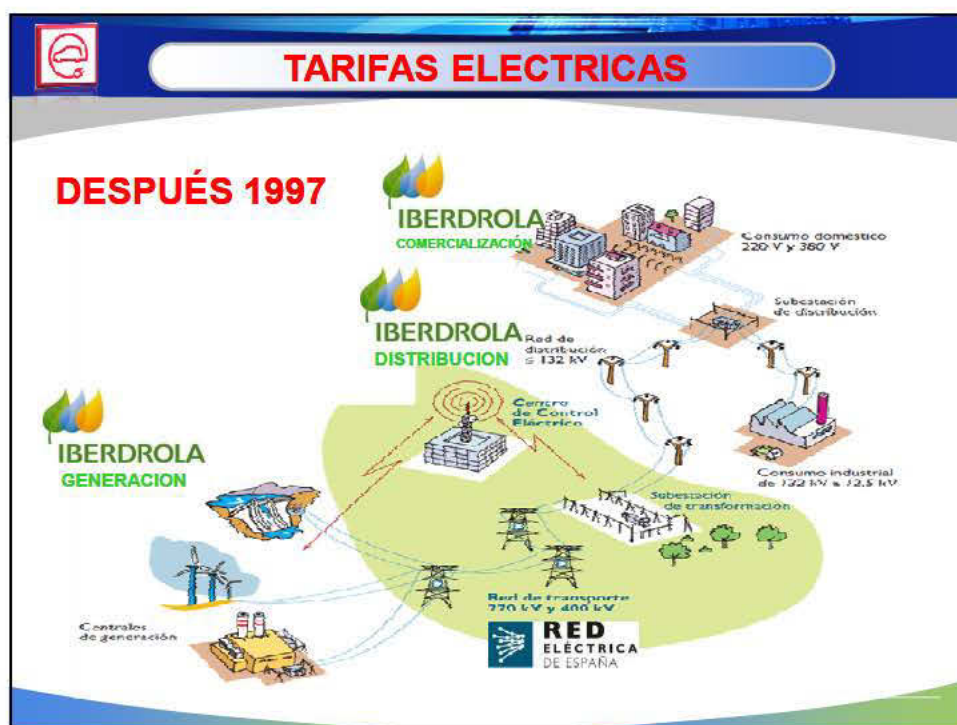 TARIFAS ELECTRICAS
DESPUÉS 1997
IBERDROLA
COMERCIALIZACIÓN
Consumo doméstico
220 V y 380 V
Subestación
de distribución
IBERDROLA
DISTRIBUCION
Red de
distribución
≤ 132 kV
Centro
de Control
Eléctrico
IBERDROLA
GENERACION
Consumo industrial
de 132 kV a 12,5 kV
Subestación
de transformación
Centrales
de generación
Red de transporte
220 kV y 400 kV
RED
ELÉCTRICA
DE ESPAÑA